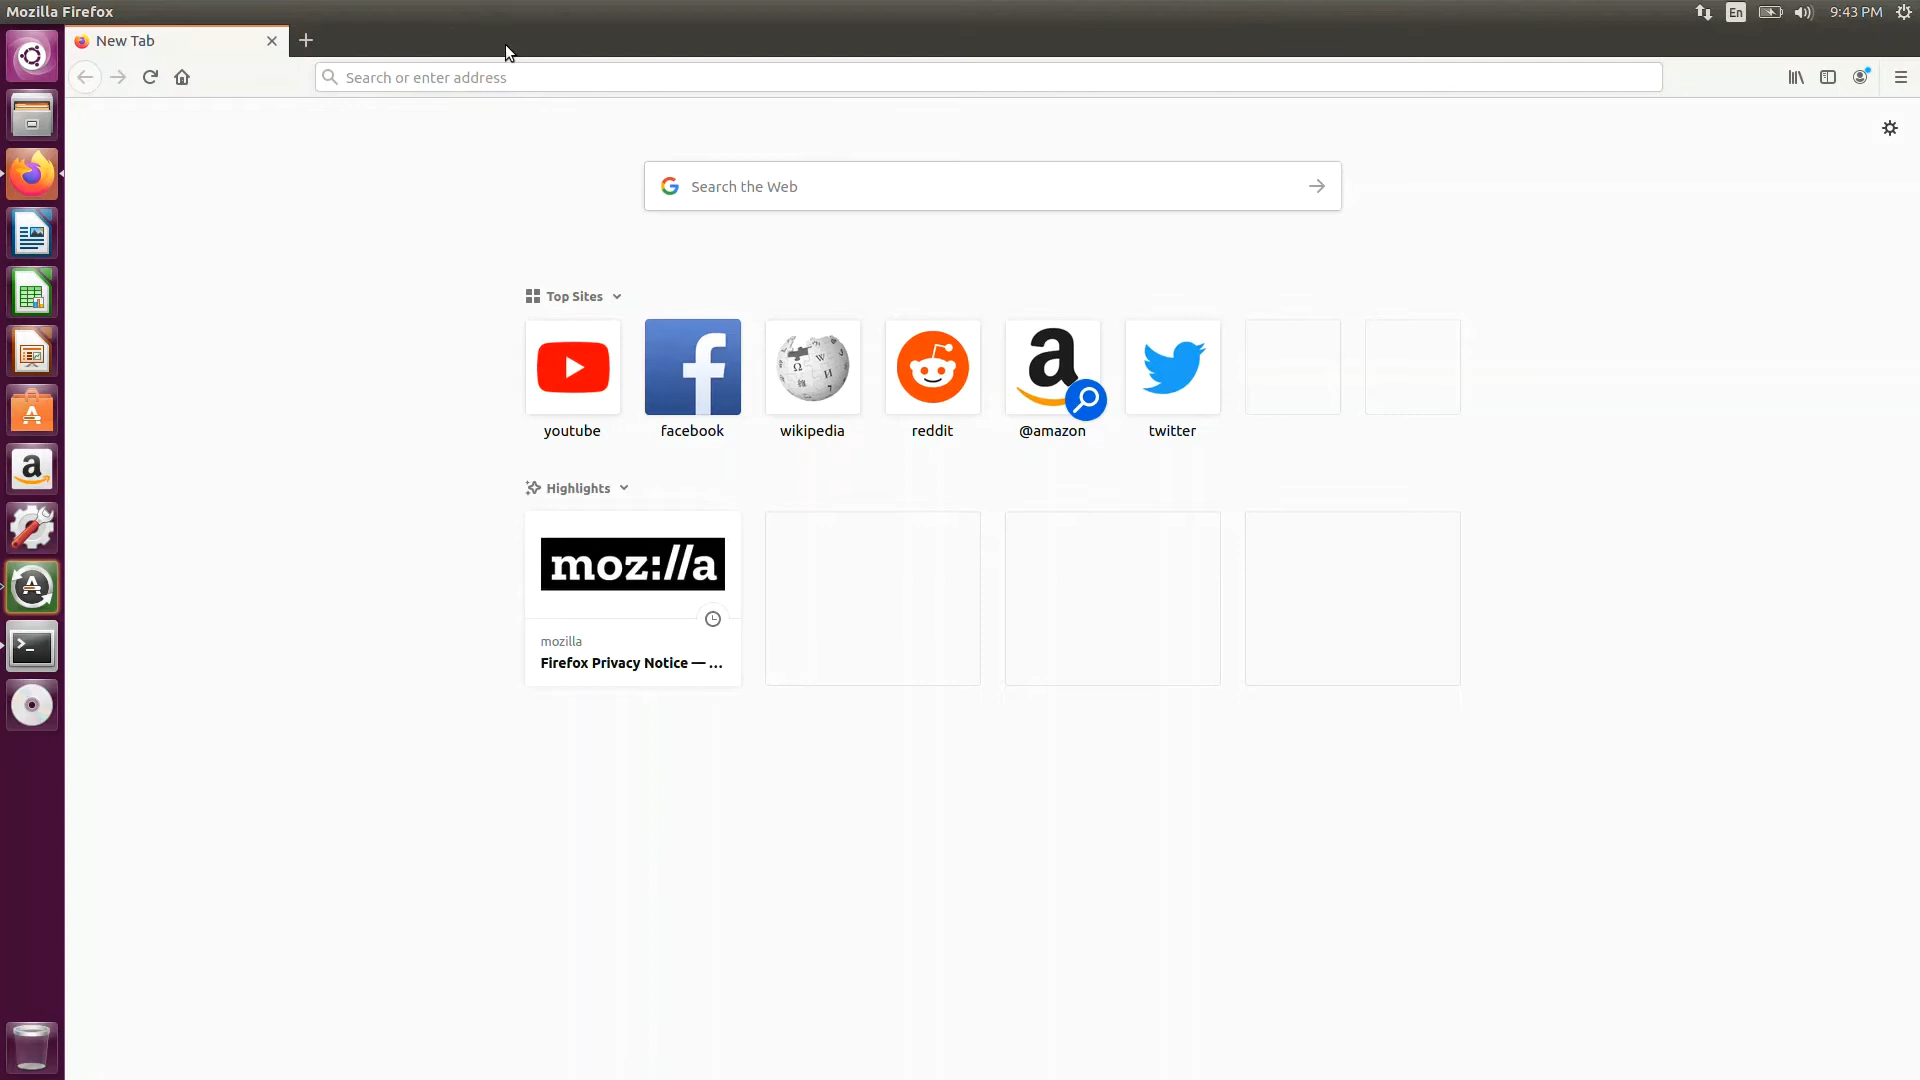 Mozilla Firefox
En
9:43 PM
New Tab
Search or enter address
Search the Web
Top Sites
youtube
facebook
wikipedia
reddit
@amazon
twitter
Highlights
moz://a
mozilla
Firefox Privacy Notice — ...